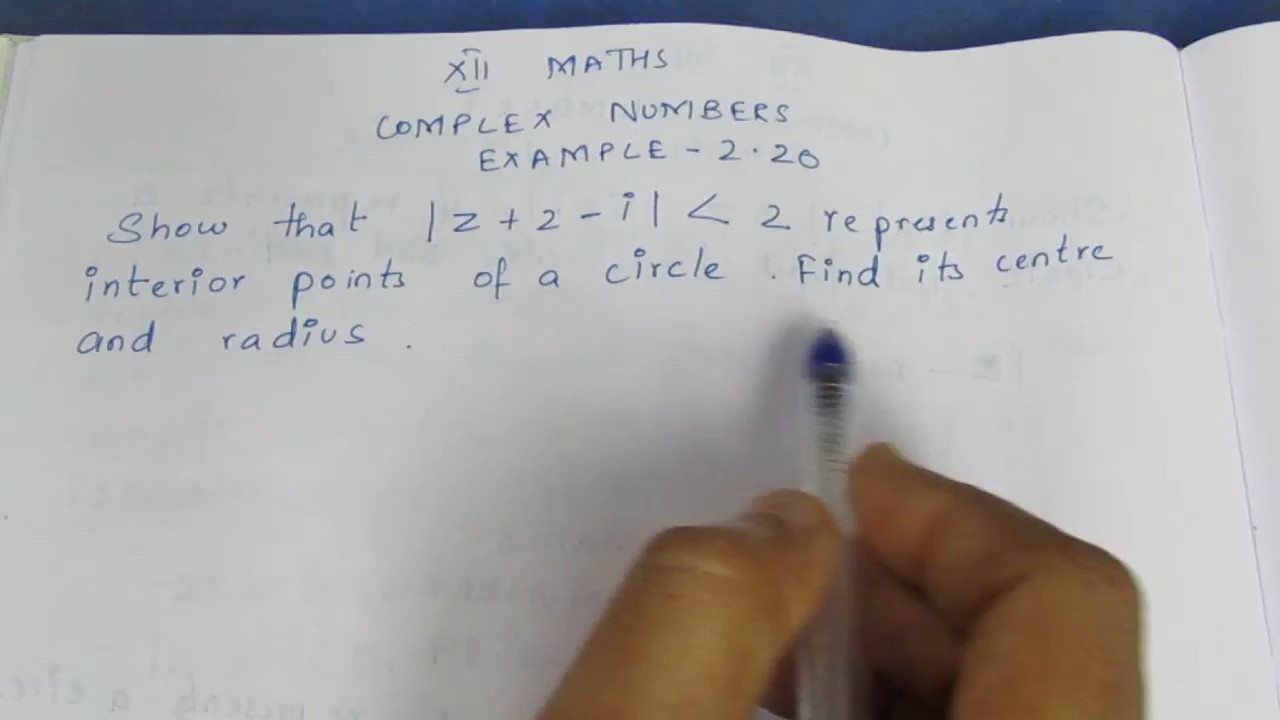 XII MATHS
COMPLEX NUMBERS
EXAMPLE - 2.20
Show that |z + 2 - i| < 2 represents
interior points of a circle . Find its centre
and radius .